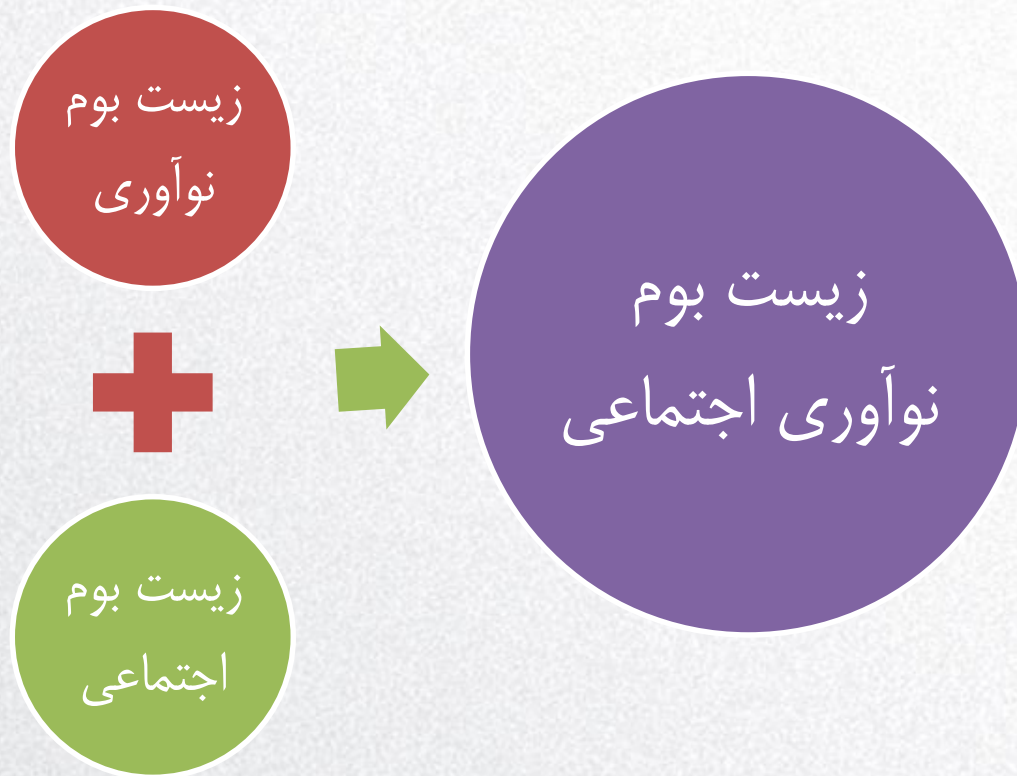 زیست بوم
نوآوری
زیست بوم
اجتماعی
زیست بوم
نوآوری اجتماعی